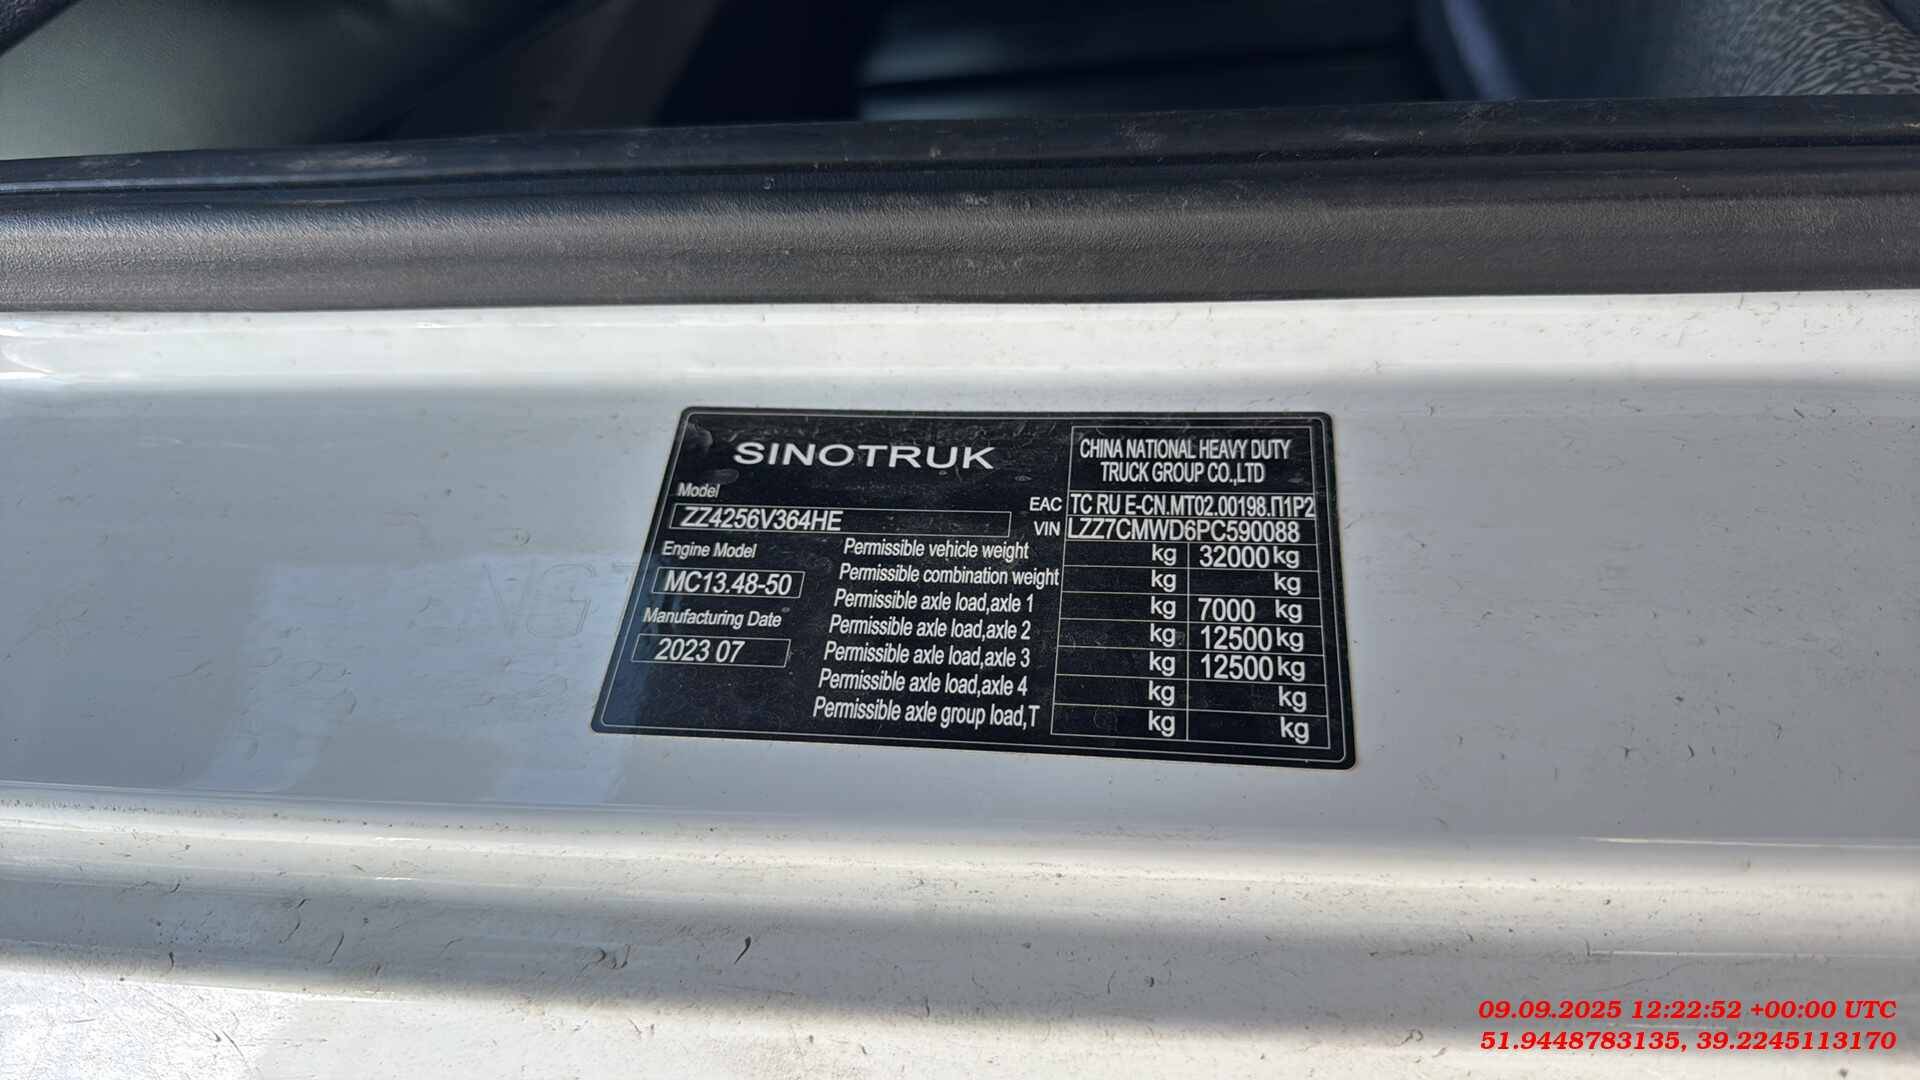 SINOTRUK
CHINA NATIONAL HEAVY DUTY
TRUCK GROUP CO.,LTD
Model
ZZ4256V364HE
EAC TC RU E-CN.MT02.00198.П1P2
VIN LZZ7CMWD6PC590088
Engine Model
MC13.48-50
Manufacturing Date
2023 07
Permissible vehicle weight kg 32000 kg
Permissible combination weight kg kg
Permissible axle load,axle 1 kg 7000 kg
Permissible axle load,axle 2 kg 12500 kg
Permissible axle load,axle 3 kg 12500 kg
Permissible axle load,axle 4 kg kg
Permissible axle group load,T kg kg
09.09.2025 12:22:52 +00:00 UTC
51.9448783135, 39.2245113170